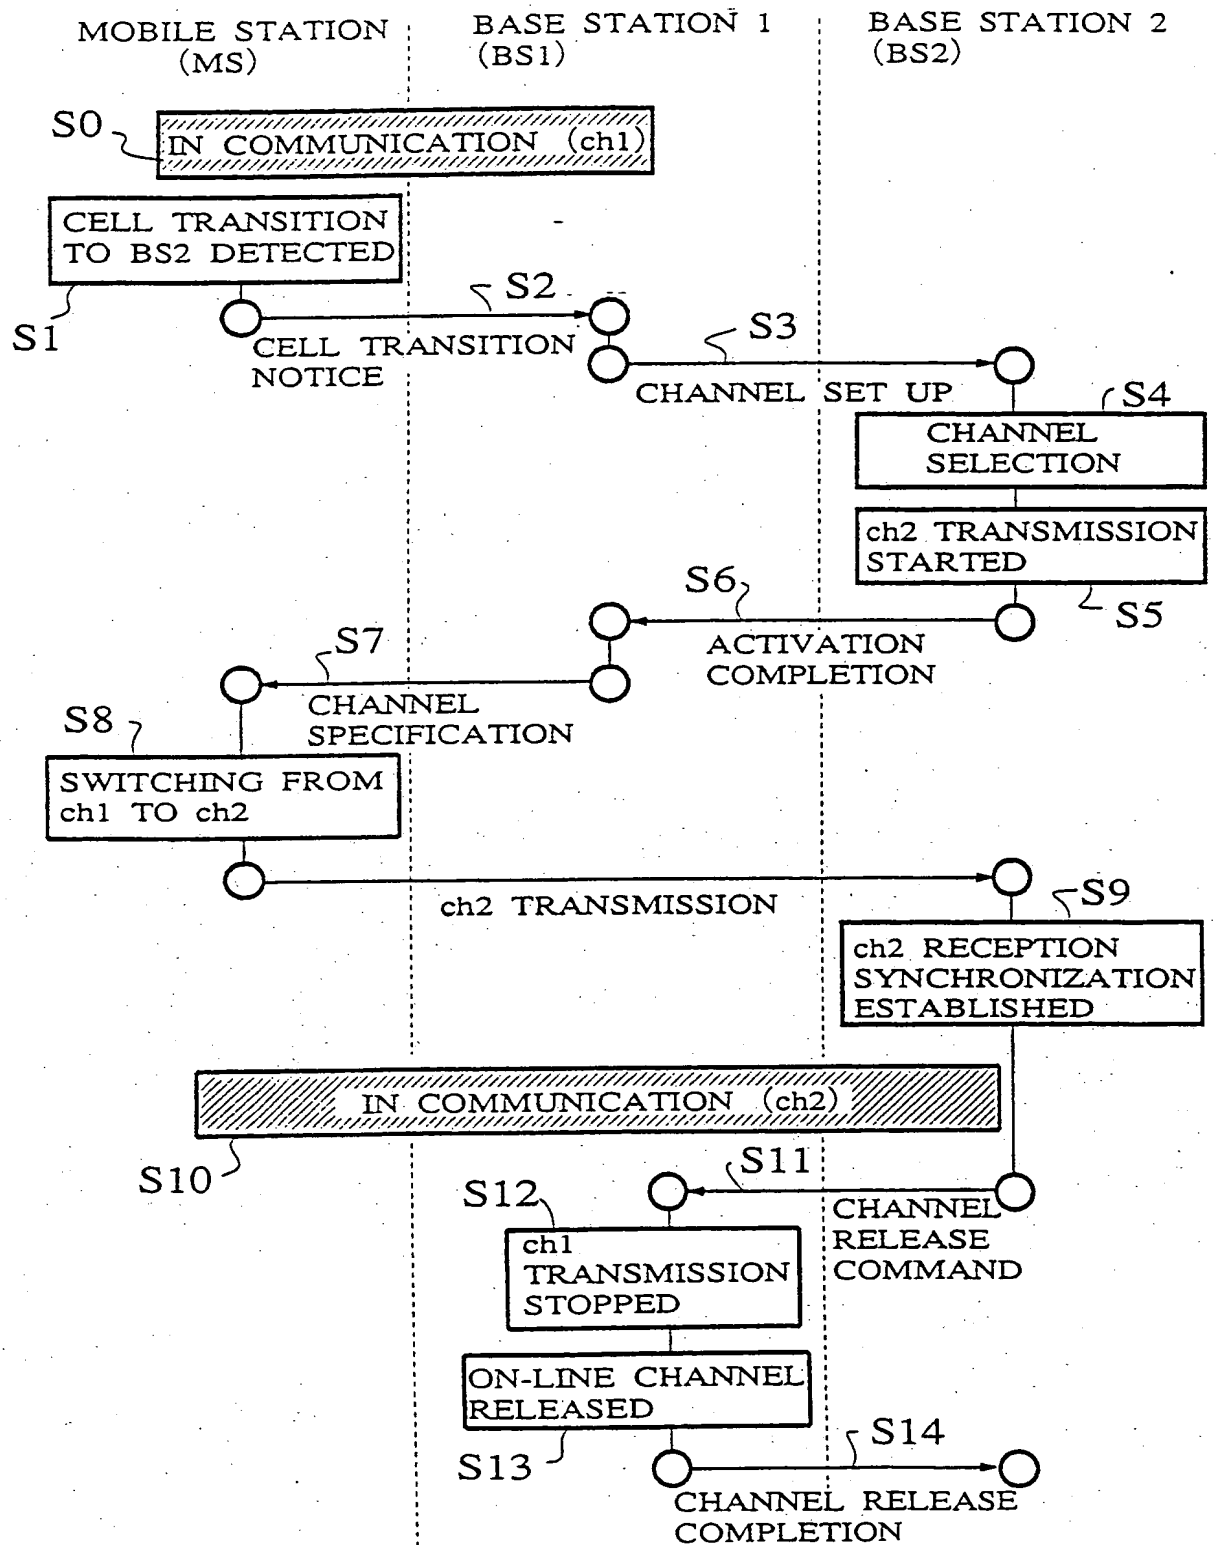 MOBILE STATION
(MS)
BASE STATION 1
(BS1)
BASE STATION 2
(BS2)
S0
IN COMMUNICATION (ch1)
CELL TRANSITION
TO BS2 DETECTED
S1
S2
CELL TRANSITION
NOTICE
S3
CHANNEL SET UP
S4
CHANNEL
SELECTION
ch2 TRANSMISSION
STARTED
S5
S6
ACTIVATION
COMPLETION
S7
CHANNEL
SPECIFICATION
S8
SWITCHING FROM
ch1 TO ch2
ch2 TRANSMISSION
S9
ch2 RECEPTION
SYNCHRONIZATION
ESTABLISHED
IN COMMUNICATION (ch2)
S10
S11
CHANNEL
RELEASE
COMMAND
S12
ch1
TRANSMISSION
STOPPED
ON-LINE CHANNEL
RELEASED
S13
S14
CHANNEL RELEASE
COMPLETION